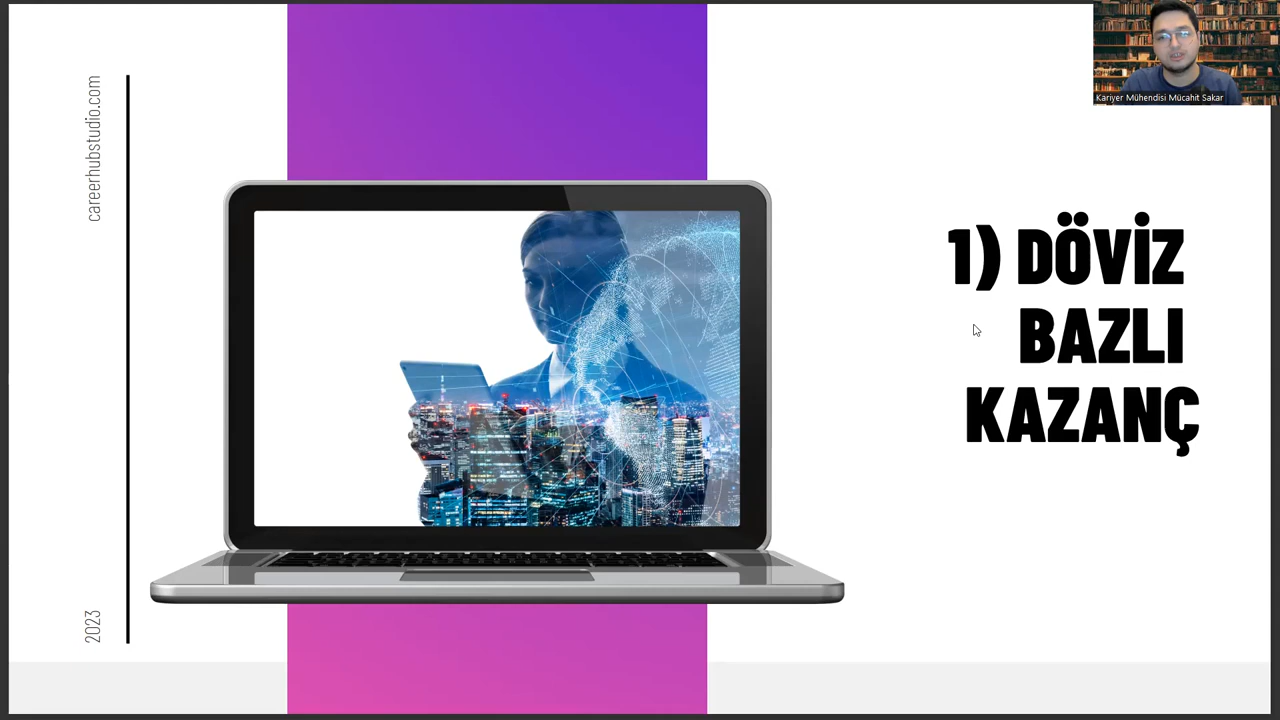 careerhubstudio.com
2023
Kariyer Mühendisi Mücahit Sakar
1) DÖVİZ
BAZLI
KAZANÇ